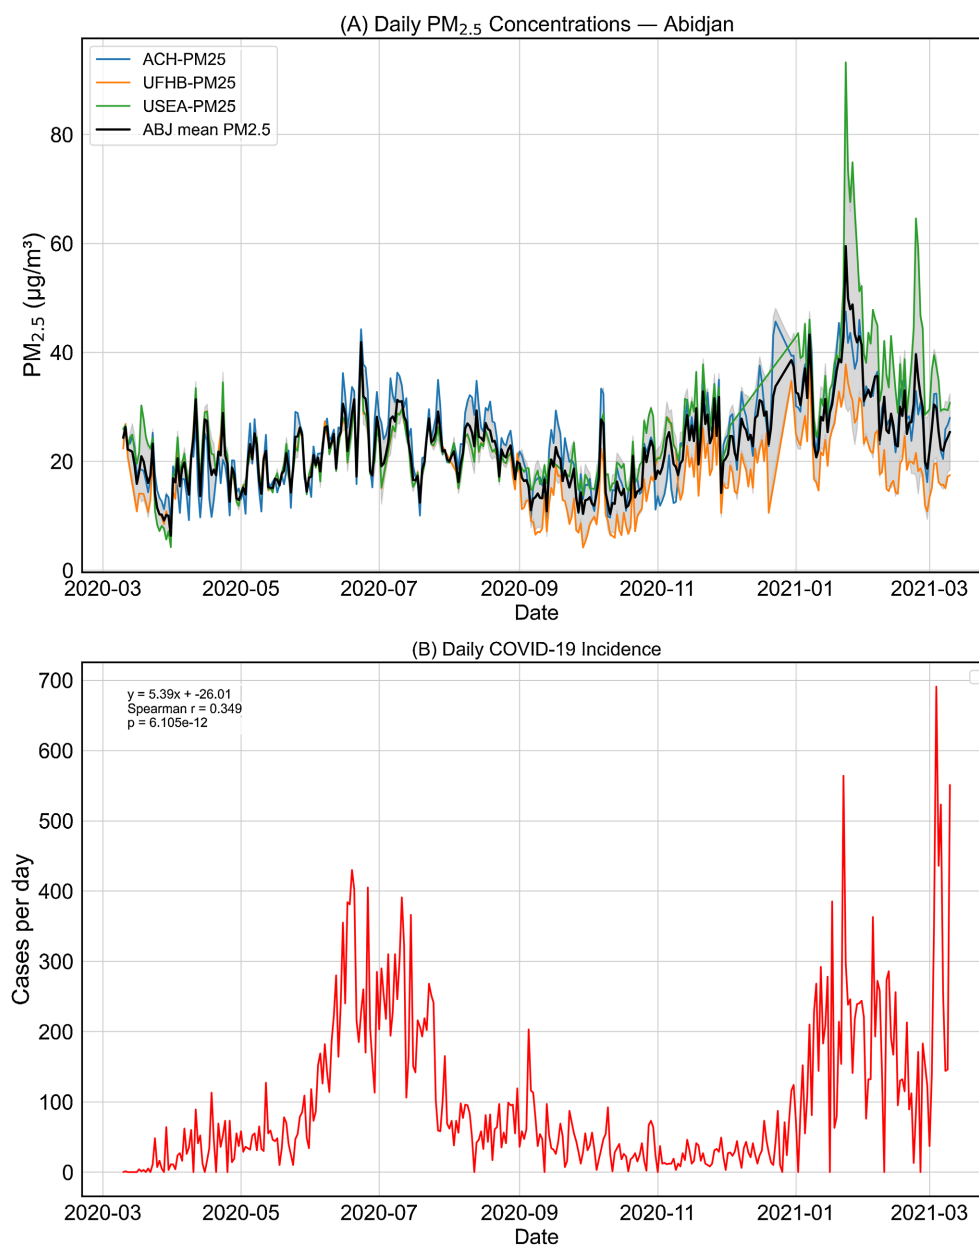 (A) Daily PM2.5 Concentrations — Abidjan
ACH-PM25
UFHB-PM25
USEA-PM25
ABJ mean PM2.5
PM2.5 (µg/m³)
80
60
40
20
0
2020-03 2020-05 2020-07 2020-09 2020-11 2021-01 2021-03
Date
(B) Daily COVID-19 Incidence
y = 5.39x + -26.01
Spearman r = 0.349
p = 6.105e-12
Cases per day
700
600
500
400
300
200
100
0
2020-03 2020-05 2020-07 2020-09 2020-11 2021-01 2021-03
Date